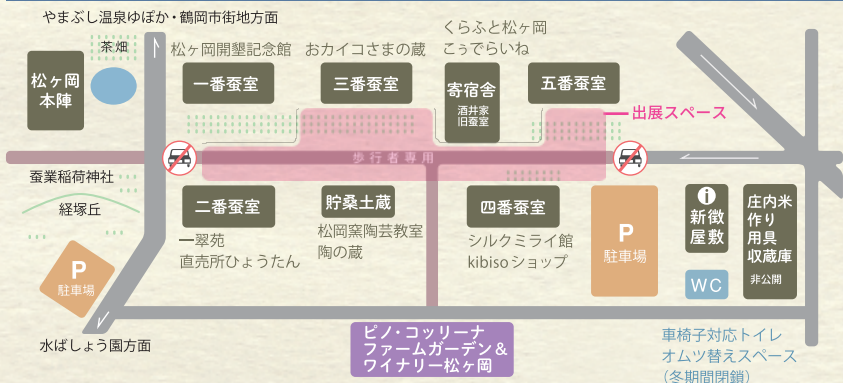 やまぶし温泉ゆぽか・鶴岡市街地方面
茶畑
松ヶ岡
本陣
松ヶ岡開墾記念館
一番蚕室
おカイコさまの蔵
三番蚕室
くらふと松ヶ岡
こぅでらいね
寄宿舎
酒井家
旧蚕室
五番蚕室
出展スペース
歩行者専用
蚕業稲荷神社
経塚丘
P
駐車場
水ばしょう園方面
二番蚕室
一翠苑
直売所ひょうたん
貯桑土蔵
松岡窯陶芸教室
陶の蔵
四番蚕室
シルクミライ館
kibisoショップ
P
駐車場
i
新徴
屋敷
WC
庄内米
作り
用具
収蔵庫
非公開
ピノ・コッリーナ
ファームガーデン&
ワイナリー松ヶ岡
車椅子対応トイレ
オムツ替えスペース
(冬期間閉鎖)